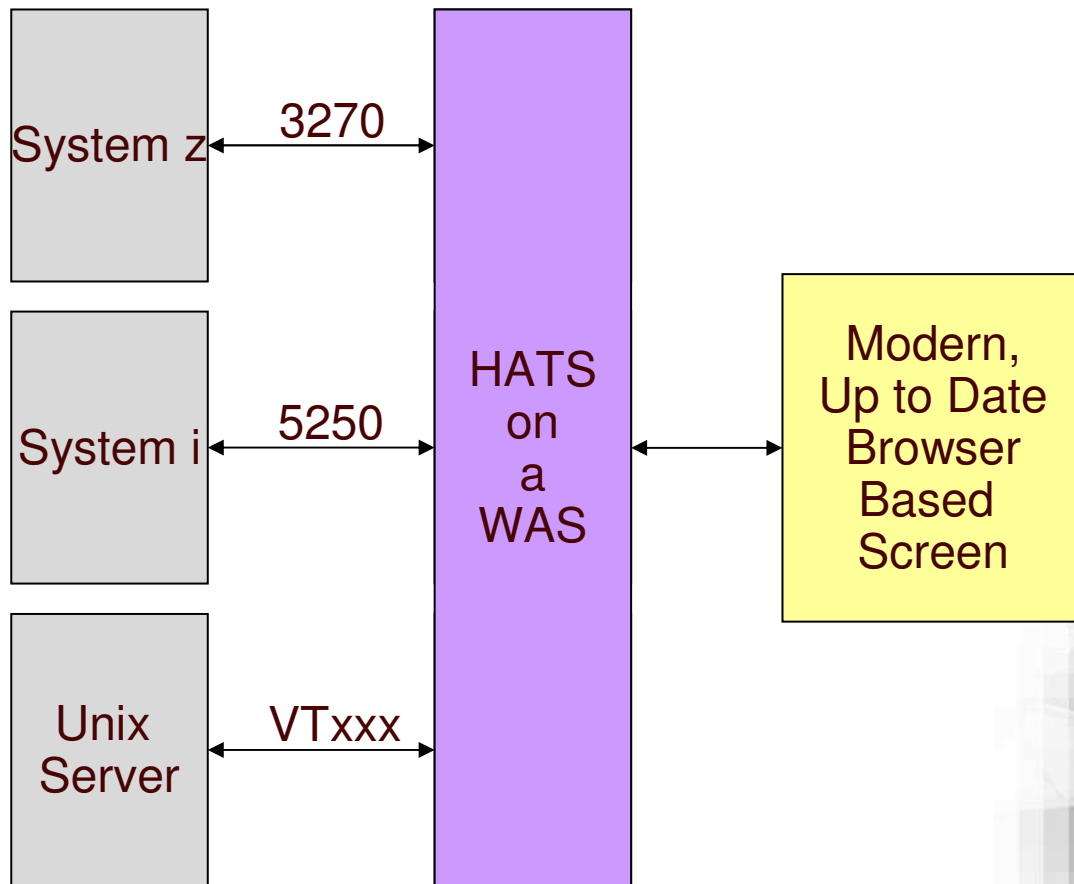 System z
3270
System i
5250
Unix
Server
VTxxx
HATS
on
a
WAS
Modern,
Up to Date
Browser
Based
Screen